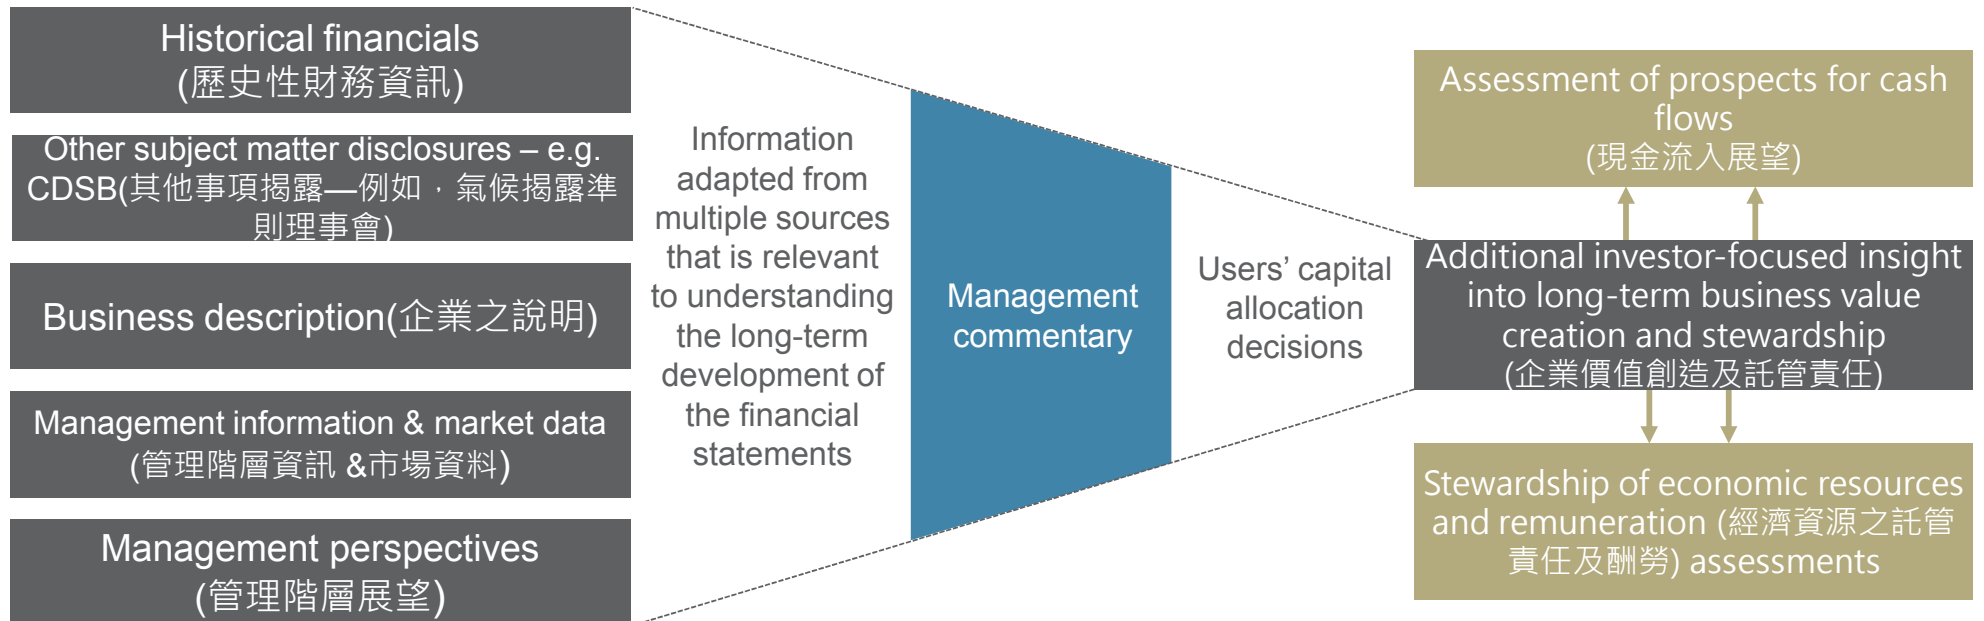 Historical financials
(歷史性財務資訊)
Other subject matter disclosures – e.g.
CDSB(其他事項揭露—例如，氣候揭露準
則理事會)
Business description(企業之說明)
Management information & market data
(管理階層資訊 &市場資料)
Management perspectives
(管理階層展望)
Information
adapted from
multiple sources
that is relevant
to understanding
the long-term
development of
the financial
statements
Management
commentary
Users’ capital
allocation
decisions
Assessment of prospects for cash
flows
(現金流入展望)
Additional investor-focused insight
into long-term business value
creation and stewardship
(企業價值創造及託管責任)
Stewardship of economic resources
and remuneration (經濟資源之託管
責任及酬勞) assessments